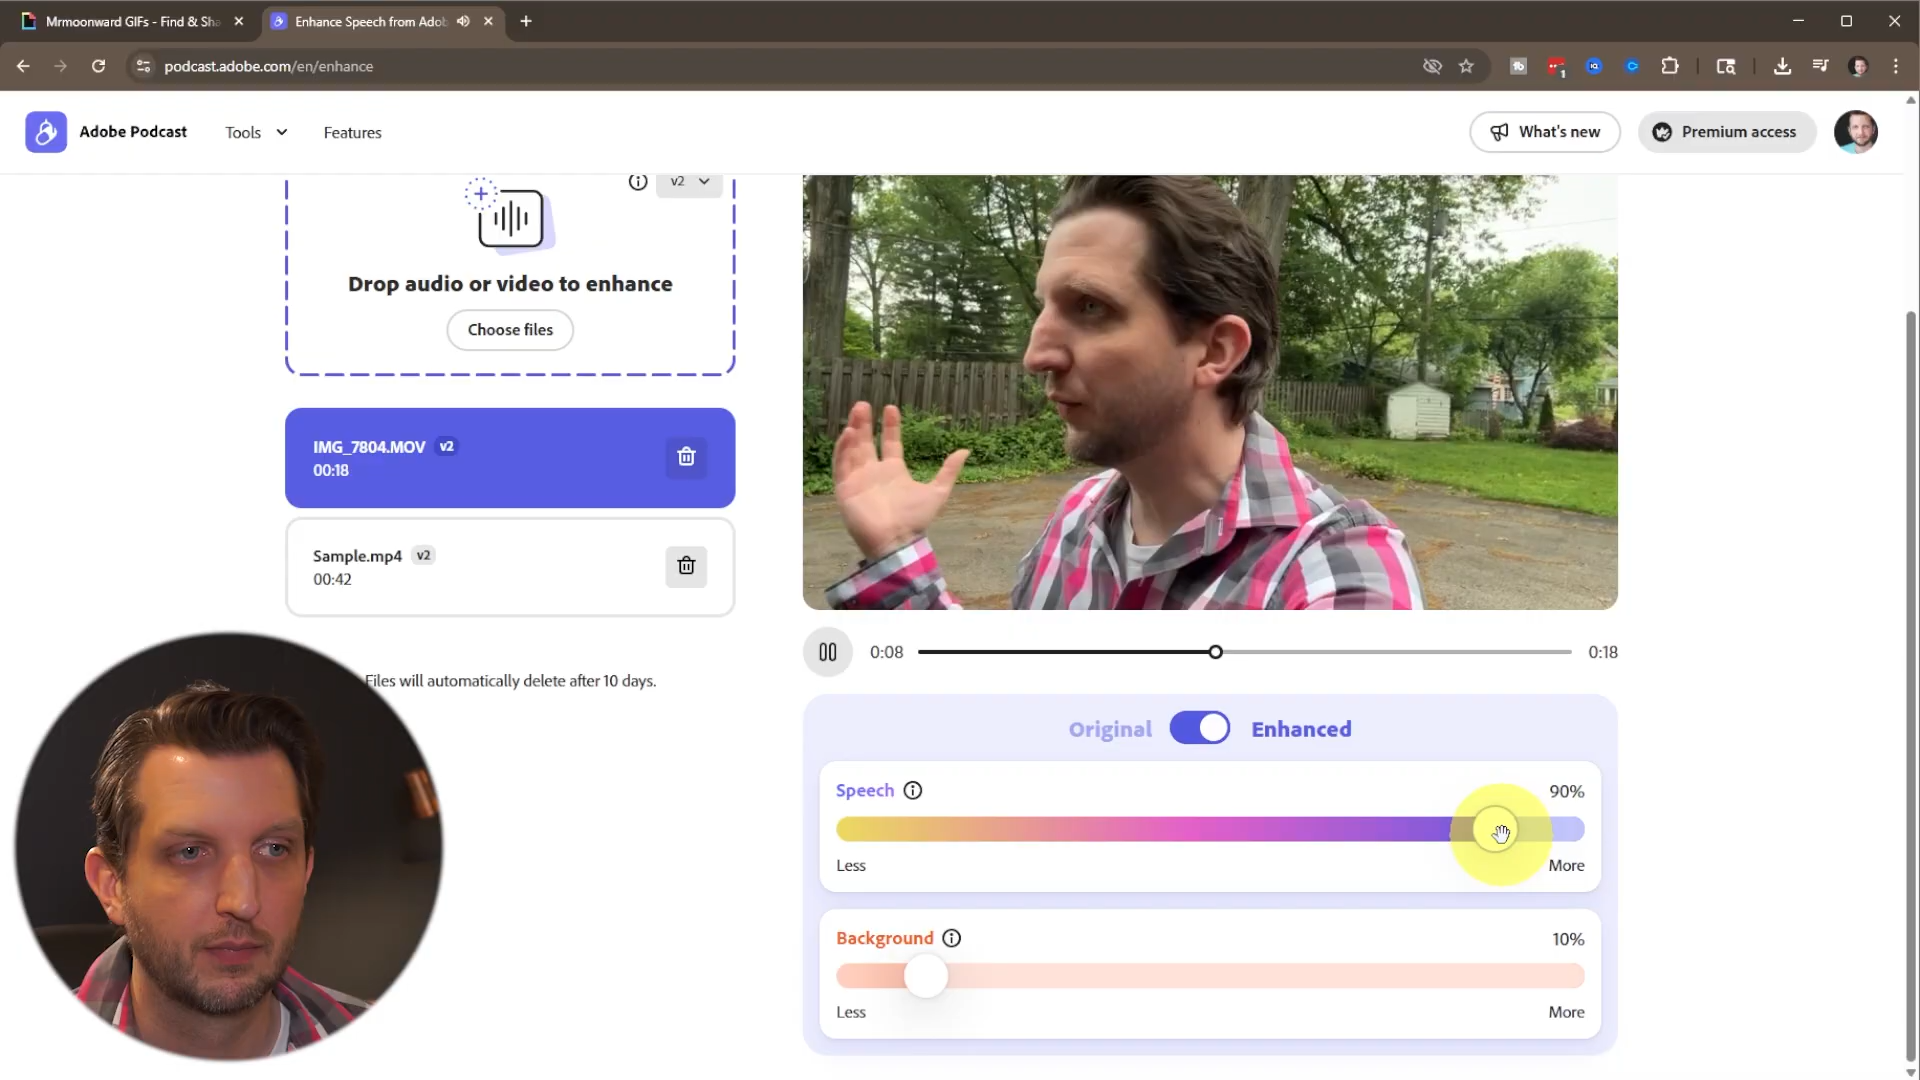 Mrmoonward GIFs - Find & Sha
Enhance Speech from Adob
podcast.adobe.com/en/enhance
1
Adobe Podcast
Tools
Features
What's new
Premium access
v2
Drop audio or video to enhance
Choose files
IMG_7804.MOV v2
00:18
Sample.mp4 v2
00:42
Files will automatically delete after 10 days.
0:08
0:18
Original
Enhanced
Speech
90%
Less
More
Background
10%
Less
More